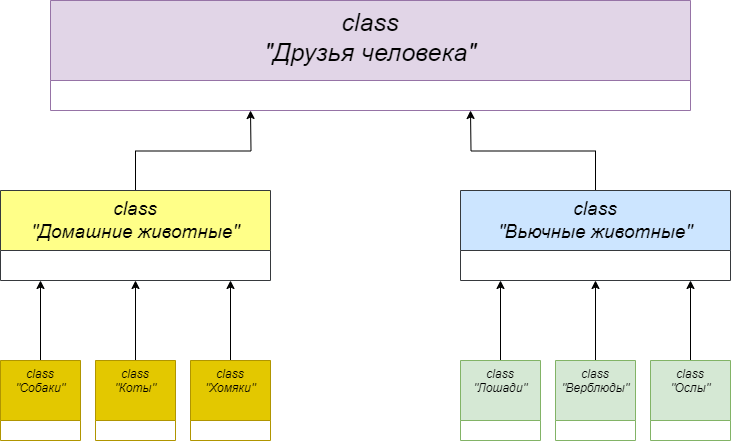 class
"Друзья человека"
class
"Домашние животные"
class
"Вьючные животные"
class
"Собаки"
class
"Коты"
class
"Хомяки"
class
"Лошади"
class
"Верблюды"
class
"Ослы"